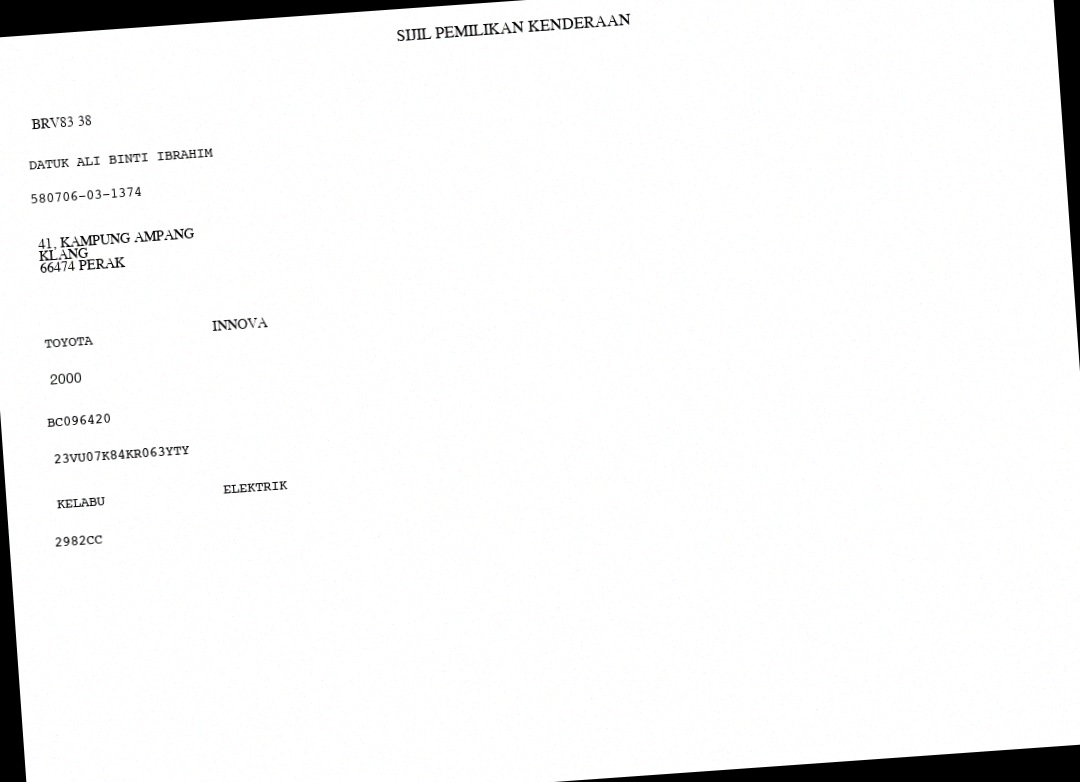 SIJIL PEMILIKAN KENDERAAN
BRV83 38
DATUK ALI BINTI IBRAHIM
580706-03-1374
41, KAMPUNG AMPANG
KLANG
66474 PERAK
TOYOTA INNOVA
2000
BC096420
23VU07K84KR063YTY
KELABU ELEKTRIK
2982CC